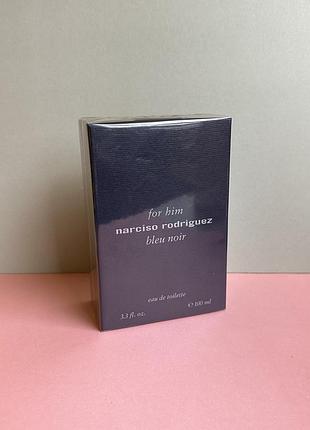 for him
narciso rodriguez
bleu noir
eau de toilette
3.3 fl. oz. ℮ 100 ml